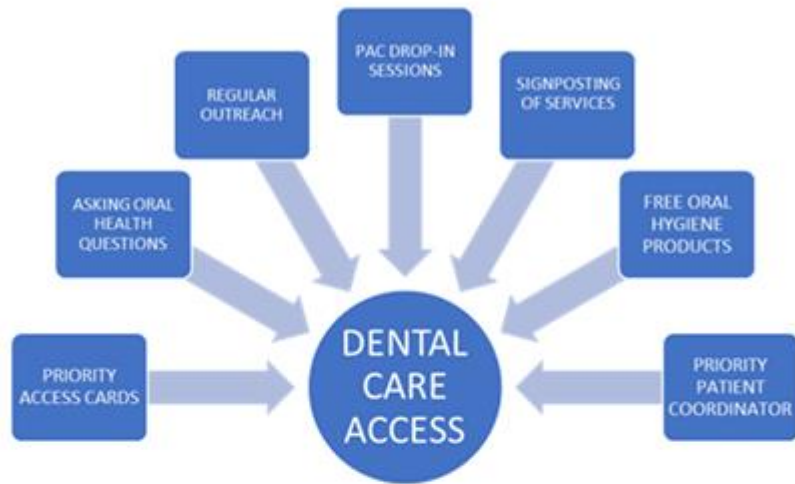 PAC DROP-IN
SESSIONS
REGULAR
OUTREACH
SIGNPOSTING
OF SERVICES
ASKING ORAL
HEALTH
QUESTIONS
FREE ORAL
HYGIENE
PRODUCTS
PRIORITY
ACCESS CARDS
DENTAL
CARE
ACCESS
PRIORITY
PATIENT
COORDINATOR